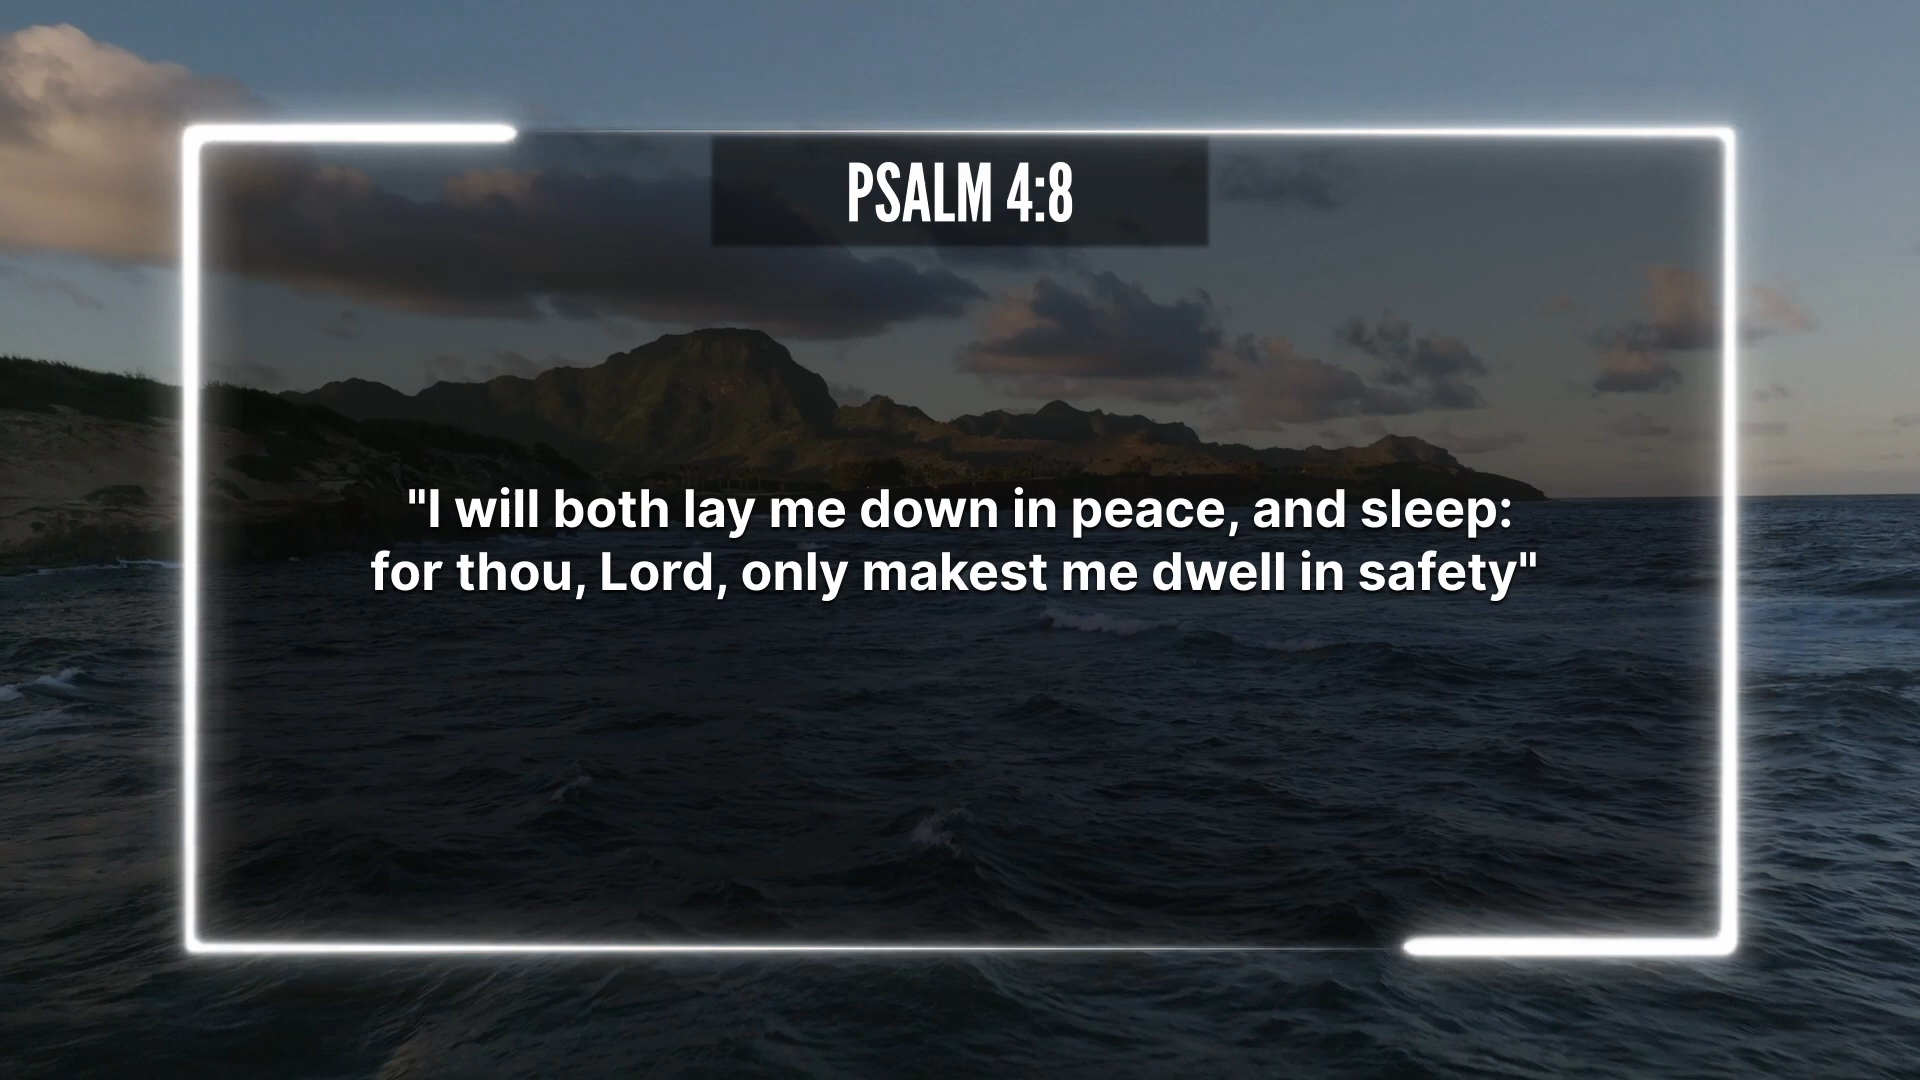 PSALM 4:8
"I will both lay me down in peace, and sleep:
for thou, Lord, only makest me dwell in safety"